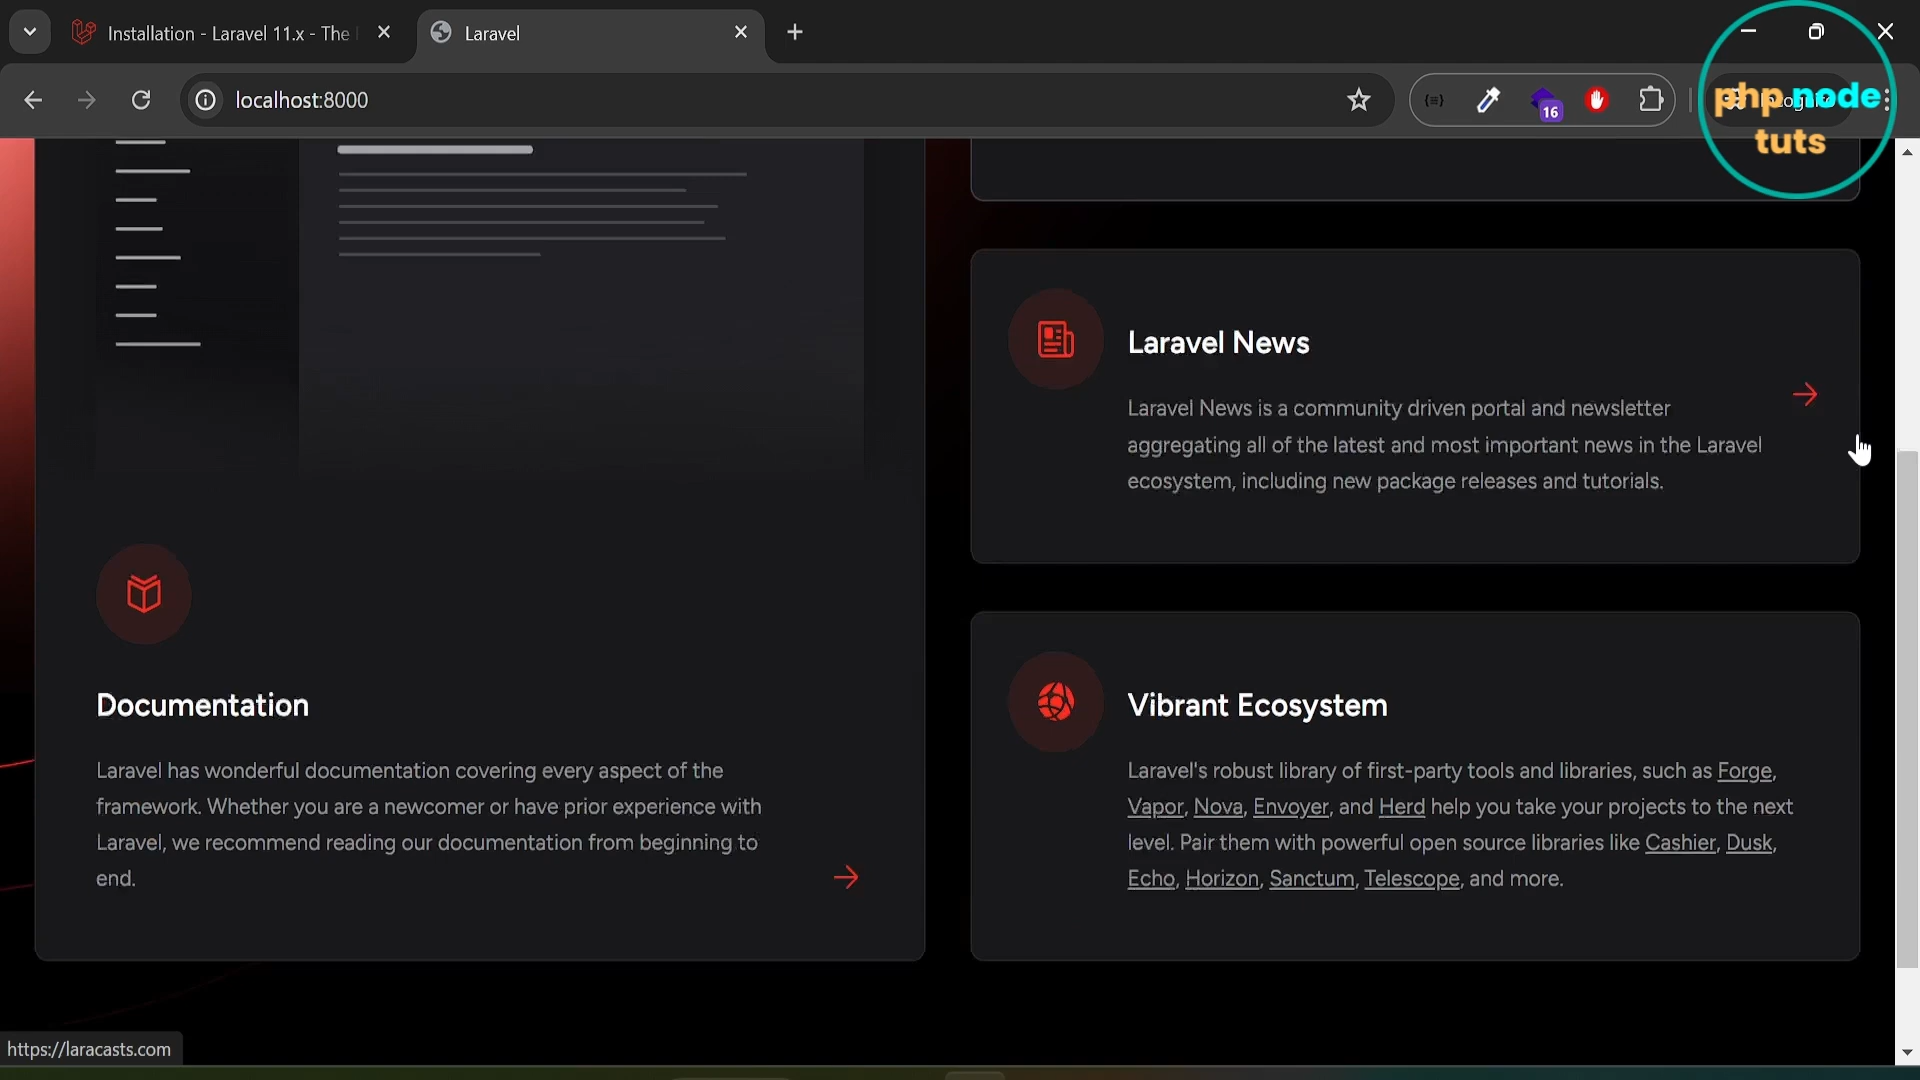 Installation - Laravel 11.x - The
Laravel
localhost:8000
16
php node
tuts
Laravel News
Laravel News is a community driven portal and newsletter
aggregating all of the latest and most important news in the Laravel
ecosystem, including new package releases and tutorials.
Documentation
Laravel has wonderful documentation covering every aspect of the
framework. Whether you are a newcomer or have prior experience with
Laravel, we recommend reading our documentation from beginning to
end.
Vibrant Ecosystem
Laravel's robust library of first-party tools and libraries, such as Forge,
Vapor, Nova, Envoyer, and Herd help you take your projects to the next
level. Pair them with powerful open source libraries like Cashier, Dusk,
Echo, Horizon, Sanctum, Telescope, and more.
https://laracasts.com